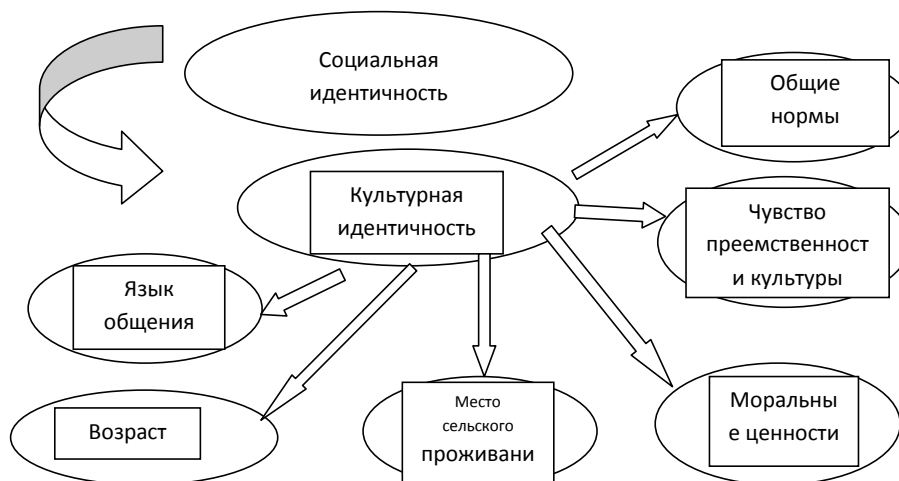 Социальная
идентичность
Общие
нормы
Культурная
идентичность
Чувство
преемственност
и культуры
Язык
общения
Возраст
Место
сельского
проживани
Моральны
е ценности